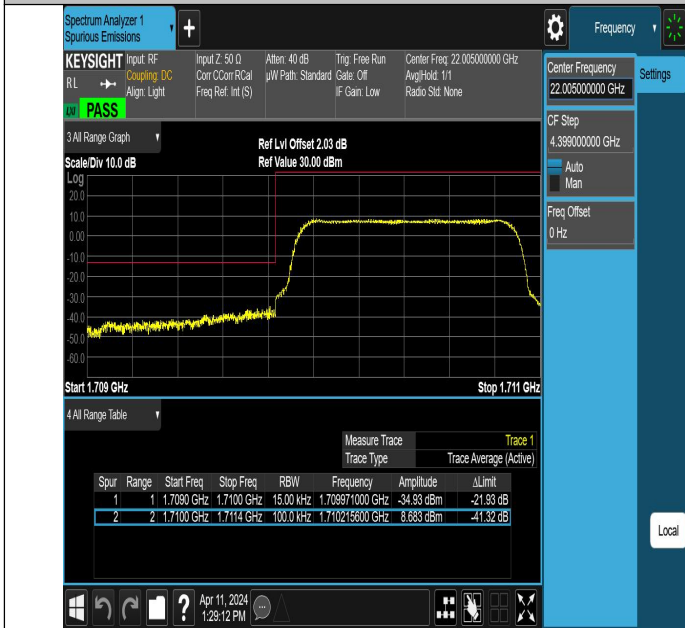 Spectrum Analyzer 1
Spurious Emissions
Frequency
KEYSIGHT
RL
PASS
Input: RF
Coupling: DC
Align: Light
Input Z: 50 Ω
Corr CCorr RCal
Freq Ref: Int (S)
Atten: 40 dB
µW Path: Standard
Trig: Free Run
Gate: Off
IF Gain: Low
Center Freq: 22.005000000 GHz
Avg|Hold: 1/1
Radio Std: None
Center Frequency
22.005000000 GHz
Settings
CF Step
4.399000000 GHz
Auto
Man
Freq Offset
0 Hz
3 All Range Graph
Scale/Div 10.0 dB
Ref Lvl Offset 2.03 dB
Ref Value 30.00 dBm
Log
20.0
10.0
0.00
-10.0
-20.0
-30.0
-40.0
-50.0
-60.0
Start 1.709 GHz Stop 1.711 GHz
4 All Range Table
Measure Trace Trace 1
Trace Type Trace Average (Active)
Spur Range Start Freq Stop Freq RBW Frequency Amplitude ΔLimit
1 1 1.7090 GHz 1.7100 GHz 15.00 kHz 1.709971000 GHz -34.93 dBm -21.93 dB
2 2 1.7100 GHz 1.7114 GHz 100.0 kHz 1.710215600 GHz 8.683 dBm -41.32 dB
Local
?
Apr 11, 2024
1:29:12 PM